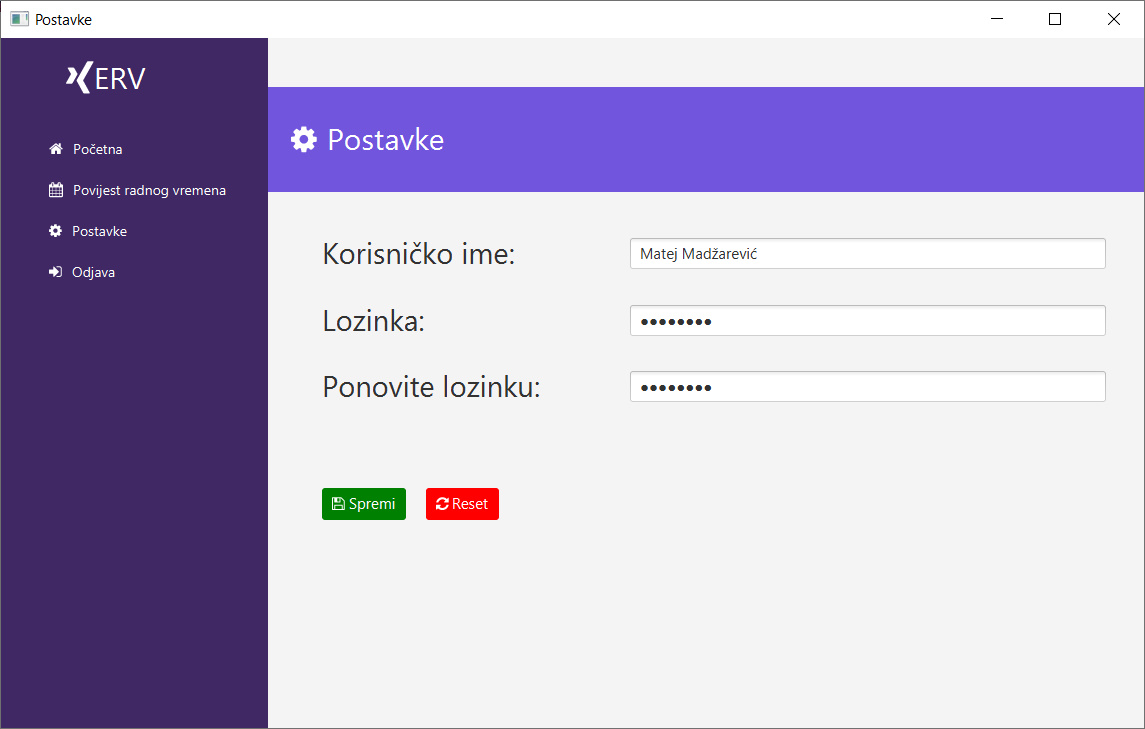 Postavke
ERV
Početna
Povijest radnog vremena
Postavke
Odjava
Postavke
Korisničko ime: Matej Madžarević
Lozinka: ●●●●●●●●
Ponovite lozinku: ●●●●●●●●
Spremi Reset